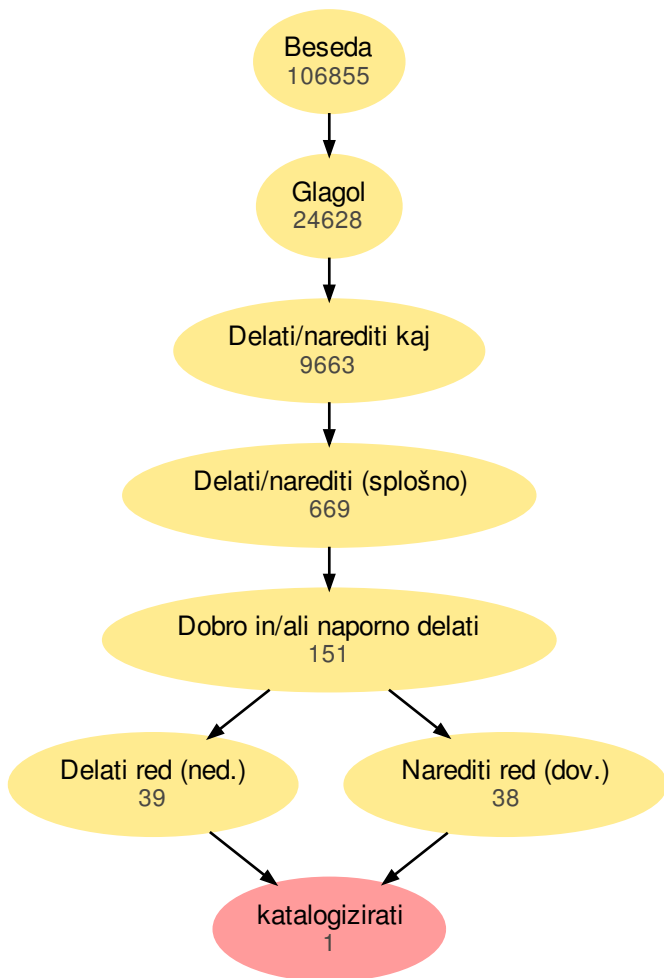 Beseda
106855
Glagol
24628
Delati/narediti kaj
9663
Delati/narediti (splošno)
669
Dobro in/ali naporno delati
151
Delati red (ned.)
39
Narediti red (dov.)
38
katalogizirati
1